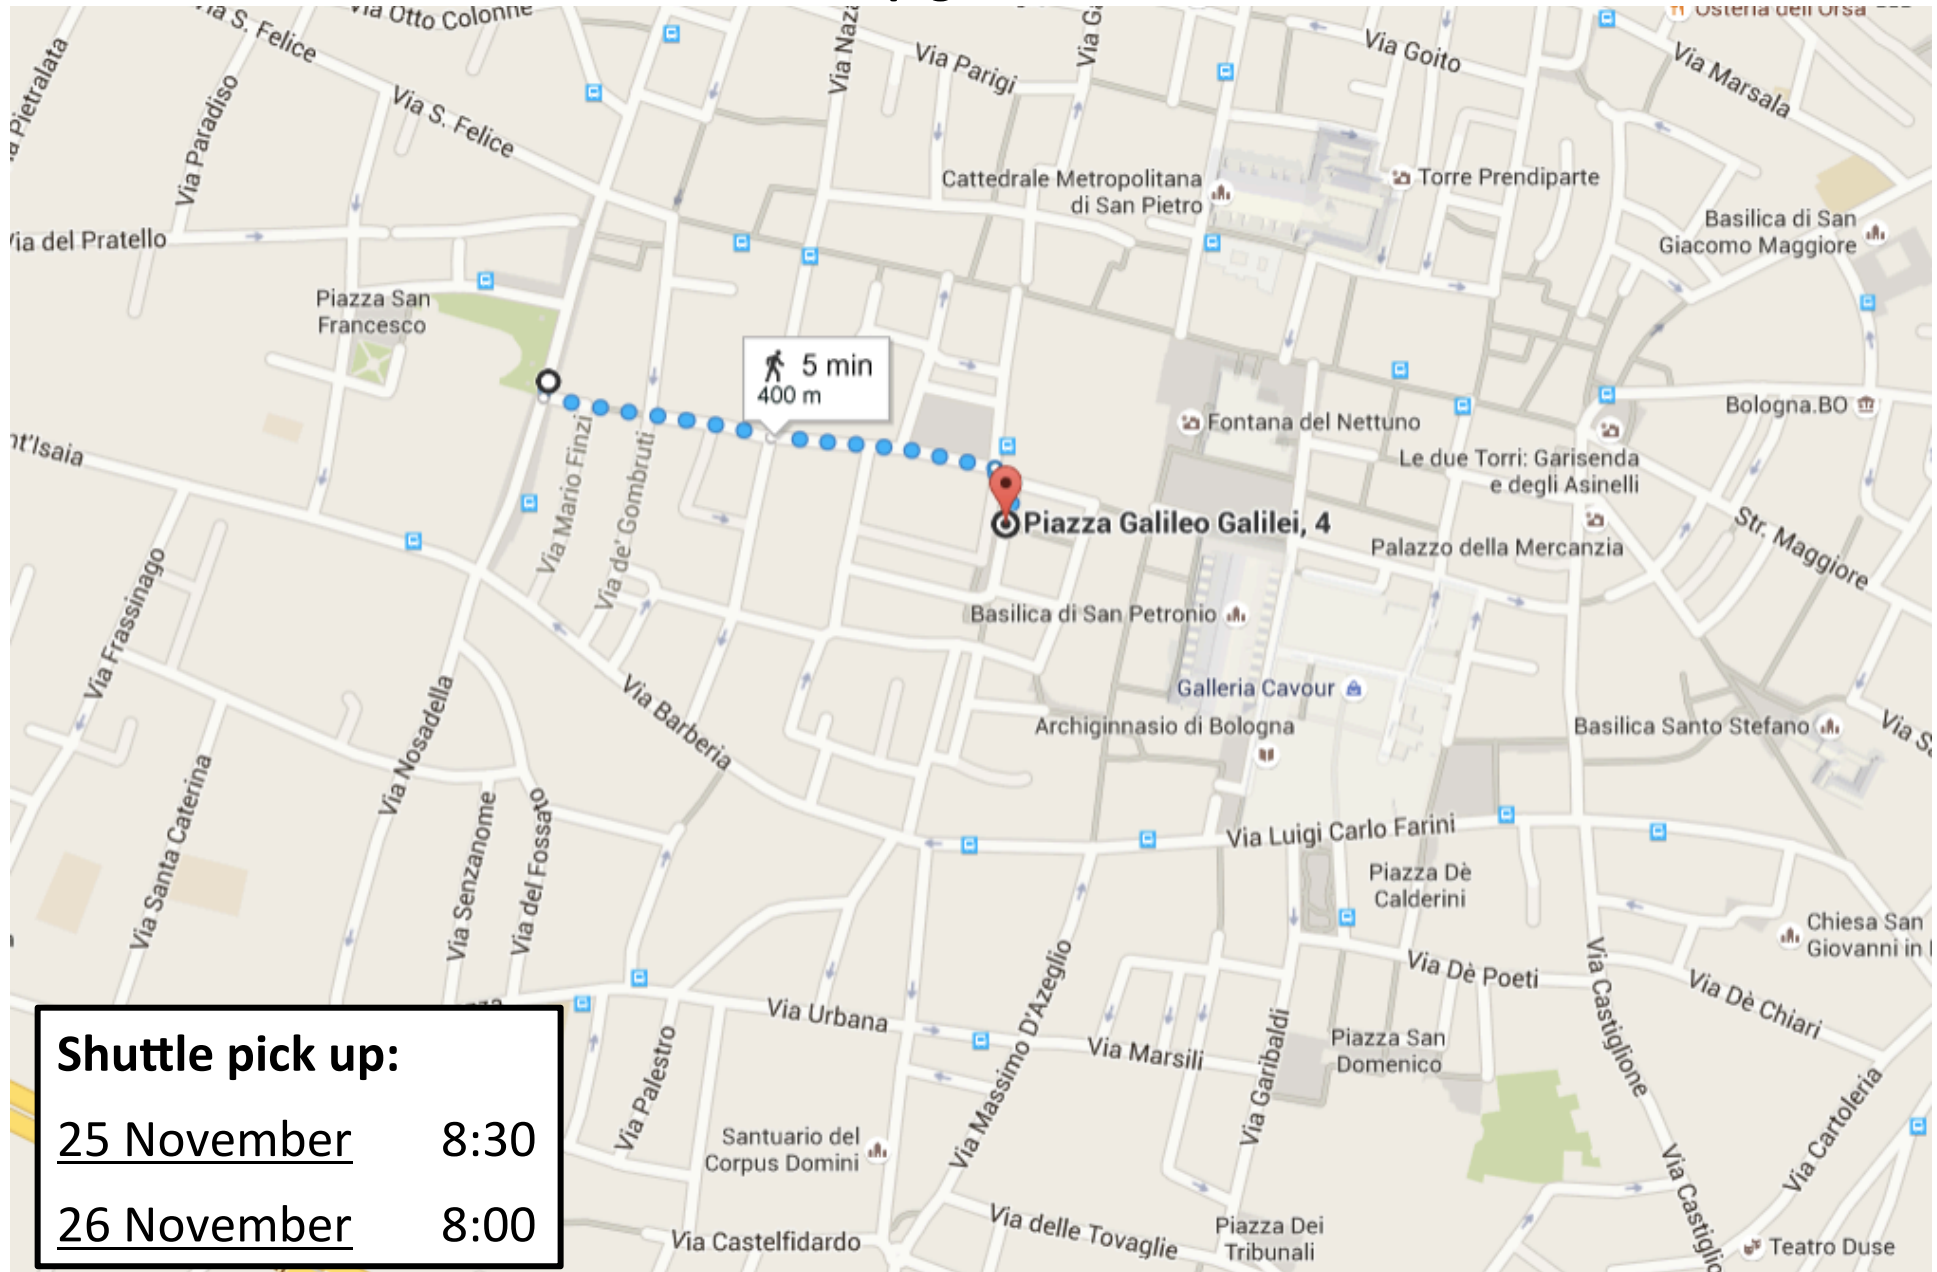 Via Otto Colonne
Via S. Felice
Via Parigi
Via Goito
Via Marsala
Via Paradiso
Via S. Felice
Cattedrale Metropolitana
di San Pietro
Torre Prendiparte
Basilica di San
Giacomo Maggiore
Via del Pratello
Piazza San
Francesco
5 min
400 m
Fontana del Nettuno
Bologna.BO
Le due Torri: Garisenda
e degli Asinelli
nt'Isaia
Via Mario Finzi
Via de' Gombruti
Piazza Galileo Galilei, 4
Str. Maggiore
Palazzo della Mercanzia
Via Frassinago
Basilica di San Petronio
Galleria Cavour
Via Barberia
Archiginnasio di Bologna
Basilica Santo Stefano
Via Nosadella
Via Santa Caterina
Via Senzanome
Via del Fossato
Via Luigi Carlo Farini
Piazza Dè
Calderini
Chiesa San
Giovanni in
Via Dè Poeti
Via Castiglione
Via Dè Chiari
Via Urbana
Via Massimo D'Azeglio
Via Marsili
Via Garibaldi
Piazza San
Domenico
Via Palestro
Via Cartoleria
Santuario del
Corpus Domini
Via delle Tovaglie
Piazza Dei
Tribunali
Via Castelfidardo
Teatro Duse
Shuttle pick up:
25 November 8:30
26 November 8:00